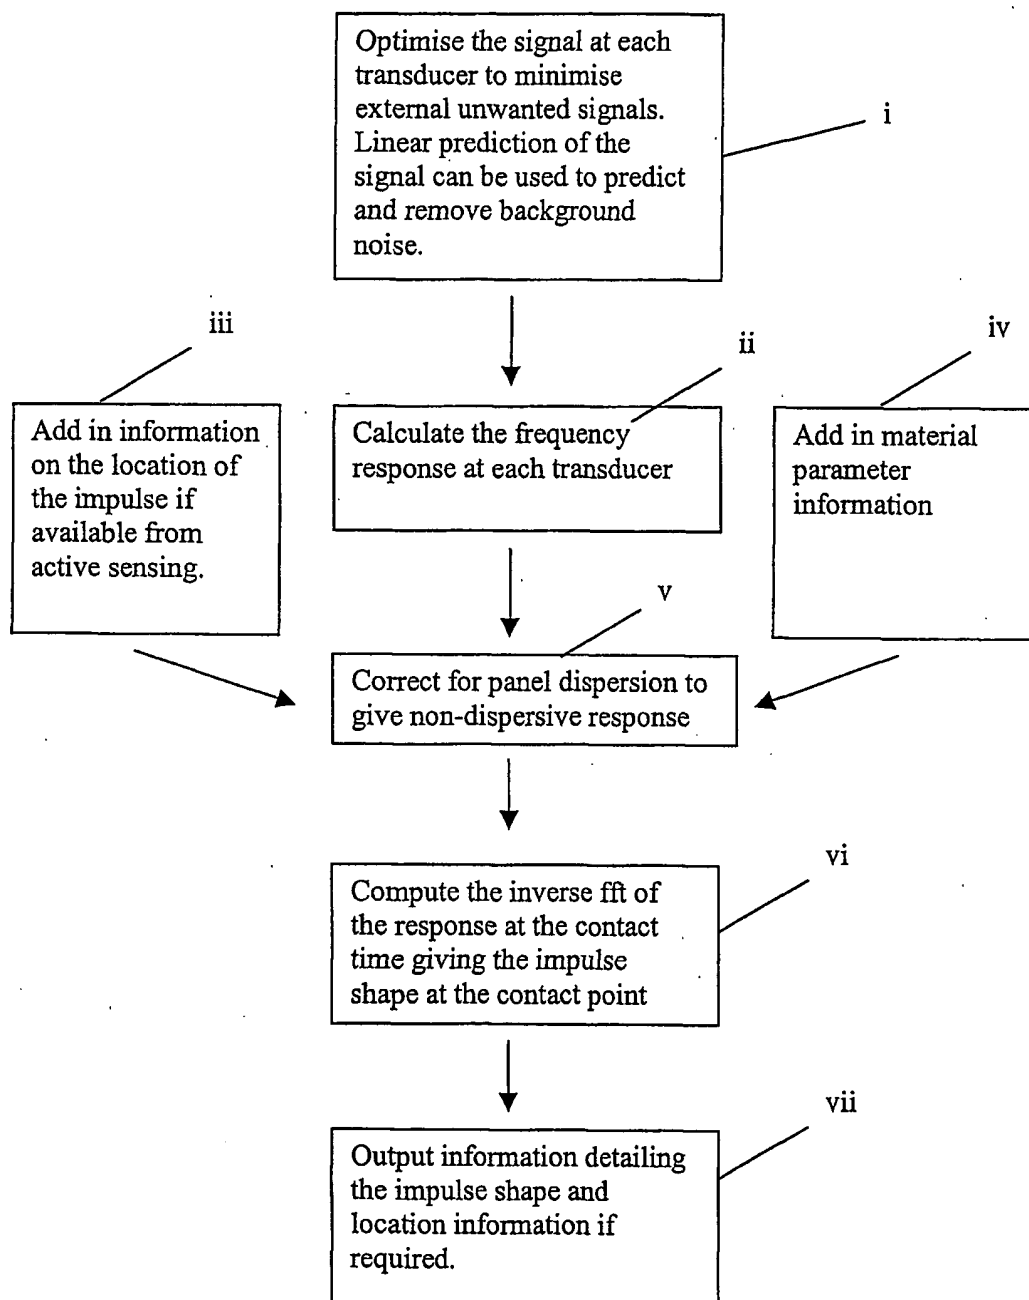 Optimise the signal at each
transducer to minimise
external unwanted signals.
Linear prediction of the
signal can be used to predict
and remove background
noise.
i
iii
ii
iv
Add in information
on the location of
the impulse if
available from
active sensing.
Calculate the frequency
response at each transducer
Add in material
parameter
information
v
Correct for panel dispersion to
give non-dispersive response
vi
Compute the inverse fft of
the response at the contact
time giving the impulse
shape at the contact point
vii
Output information detailing
the impulse shape and
location information if
required.